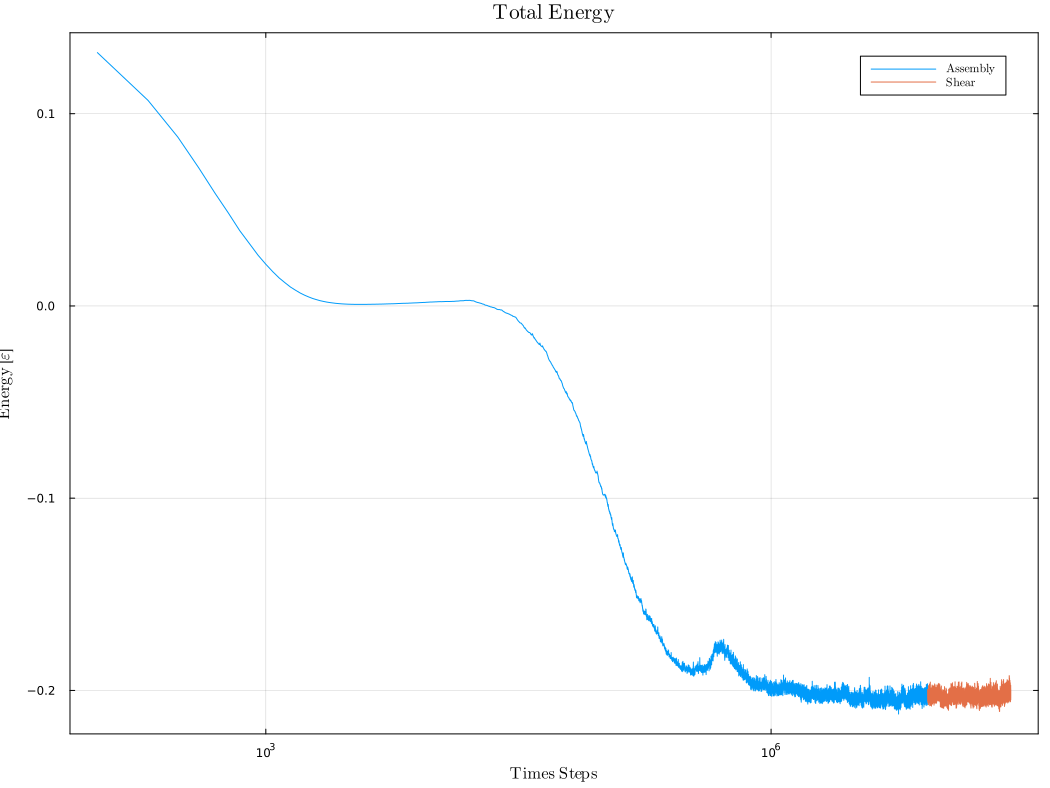 Total Energy
Assembly
Shear
0.1
0.0
−0.1
−0.2
Energy [ε]
10³
10⁶
Times Steps